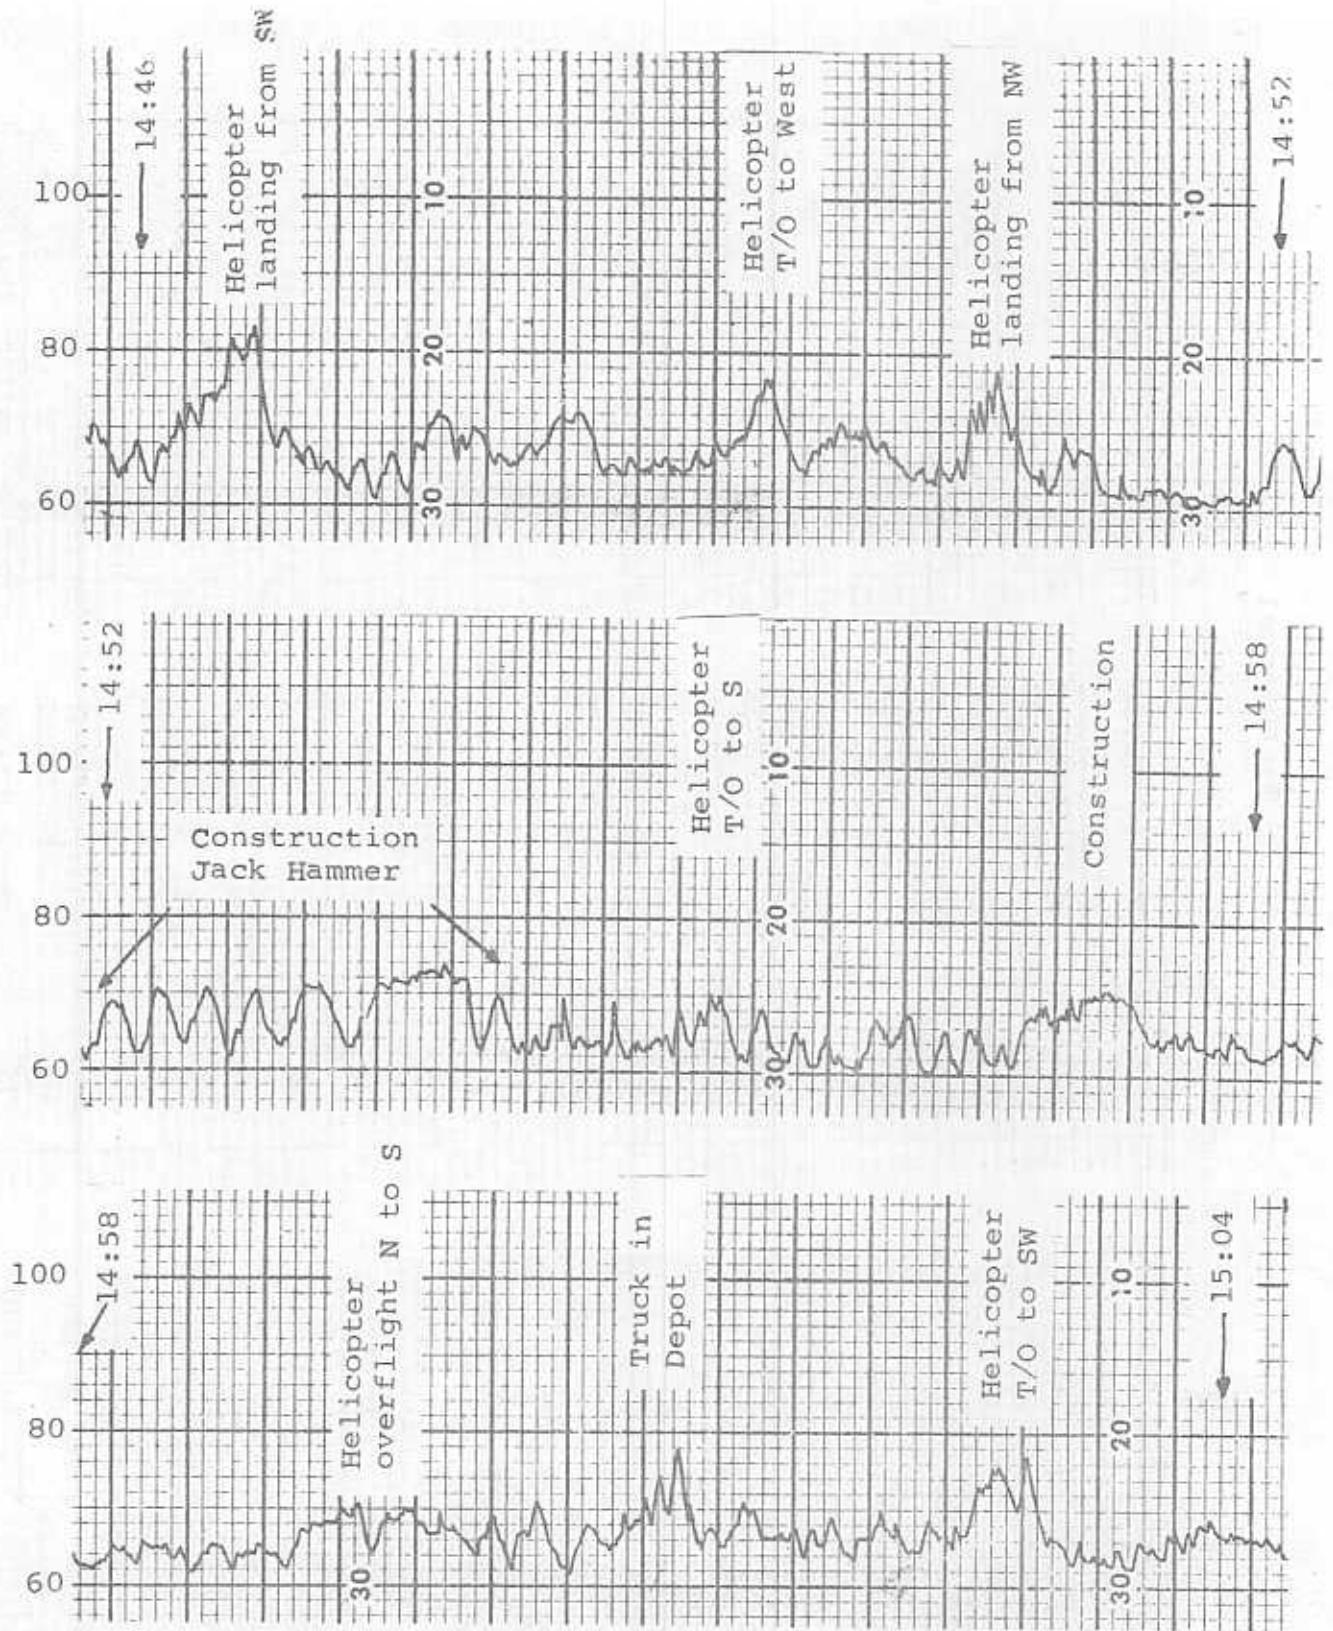 14:46
Helicopter
landing from SW
Helicopter
T/O to West
Helicopter
landing from NW
14:52
100
10
10
80
20
20
60
30
30
14:52
Helicopter
T/O to S
Construction
14:58
100
10
Construction
Jack Hammer
80
20
60
30
14:58
Helicopter
overflight N to S
Truck in
Depot
Helicopter
T/O to SW
15:04
100
10
80
20
60
30
30